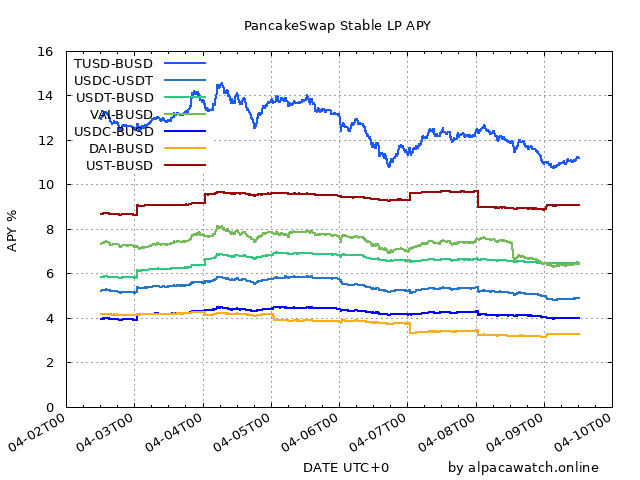 PancakeSwap Stable LP APY
16
14
12
10
8
6
4
2
0
APY %
TUSD-BUSD
USDC-USDT
USDT-BUSD
VAI-BUSD
USDC-BUSD
DAI-BUSD
UST-BUSD
04-02T00
04-03T00
04-04T00
04-05T00
04-06T00
04-07T00
04-08T00
04-09T00
04-10T00
DATE UTC+0
by alpacawatch.online